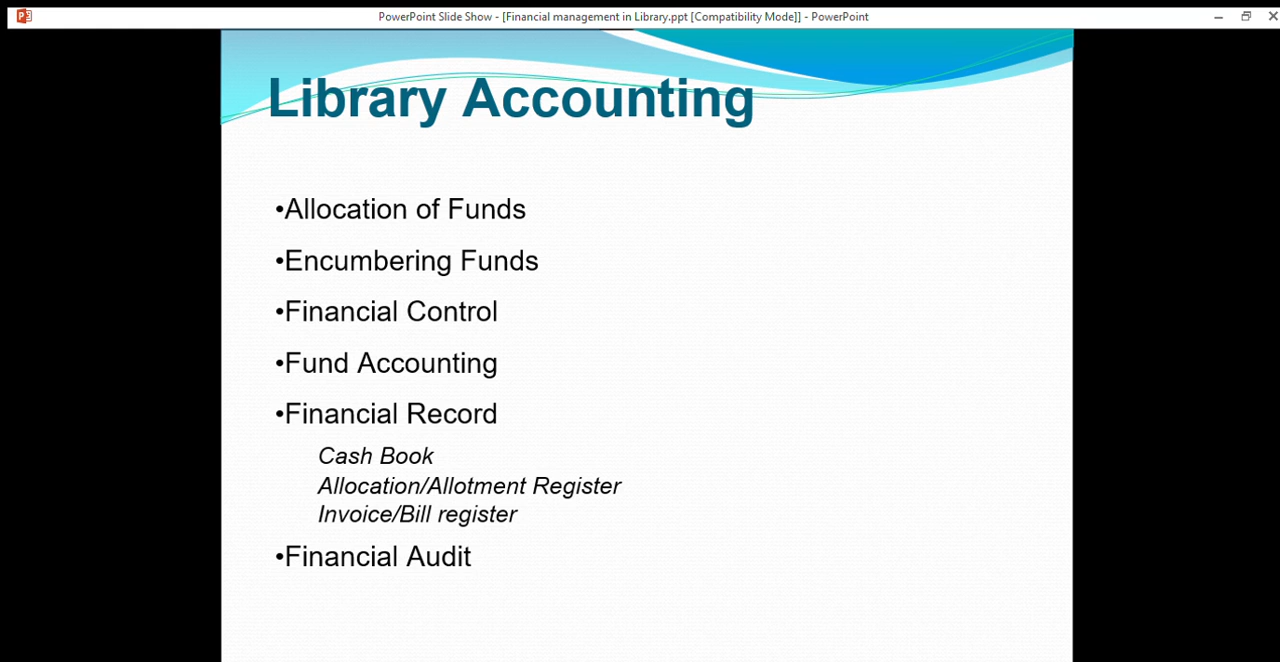 PowerPoint Slide Show - [Financial management in Library.ppt [Compatibility Mode]] - PowerPoint
Library Accounting
•Allocation of Funds
•Encumbering Funds
•Financial Control
•Fund Accounting
•Financial Record
Cash Book
Allocation/Allotment Register
Invoice/Bill register
•Financial Audit